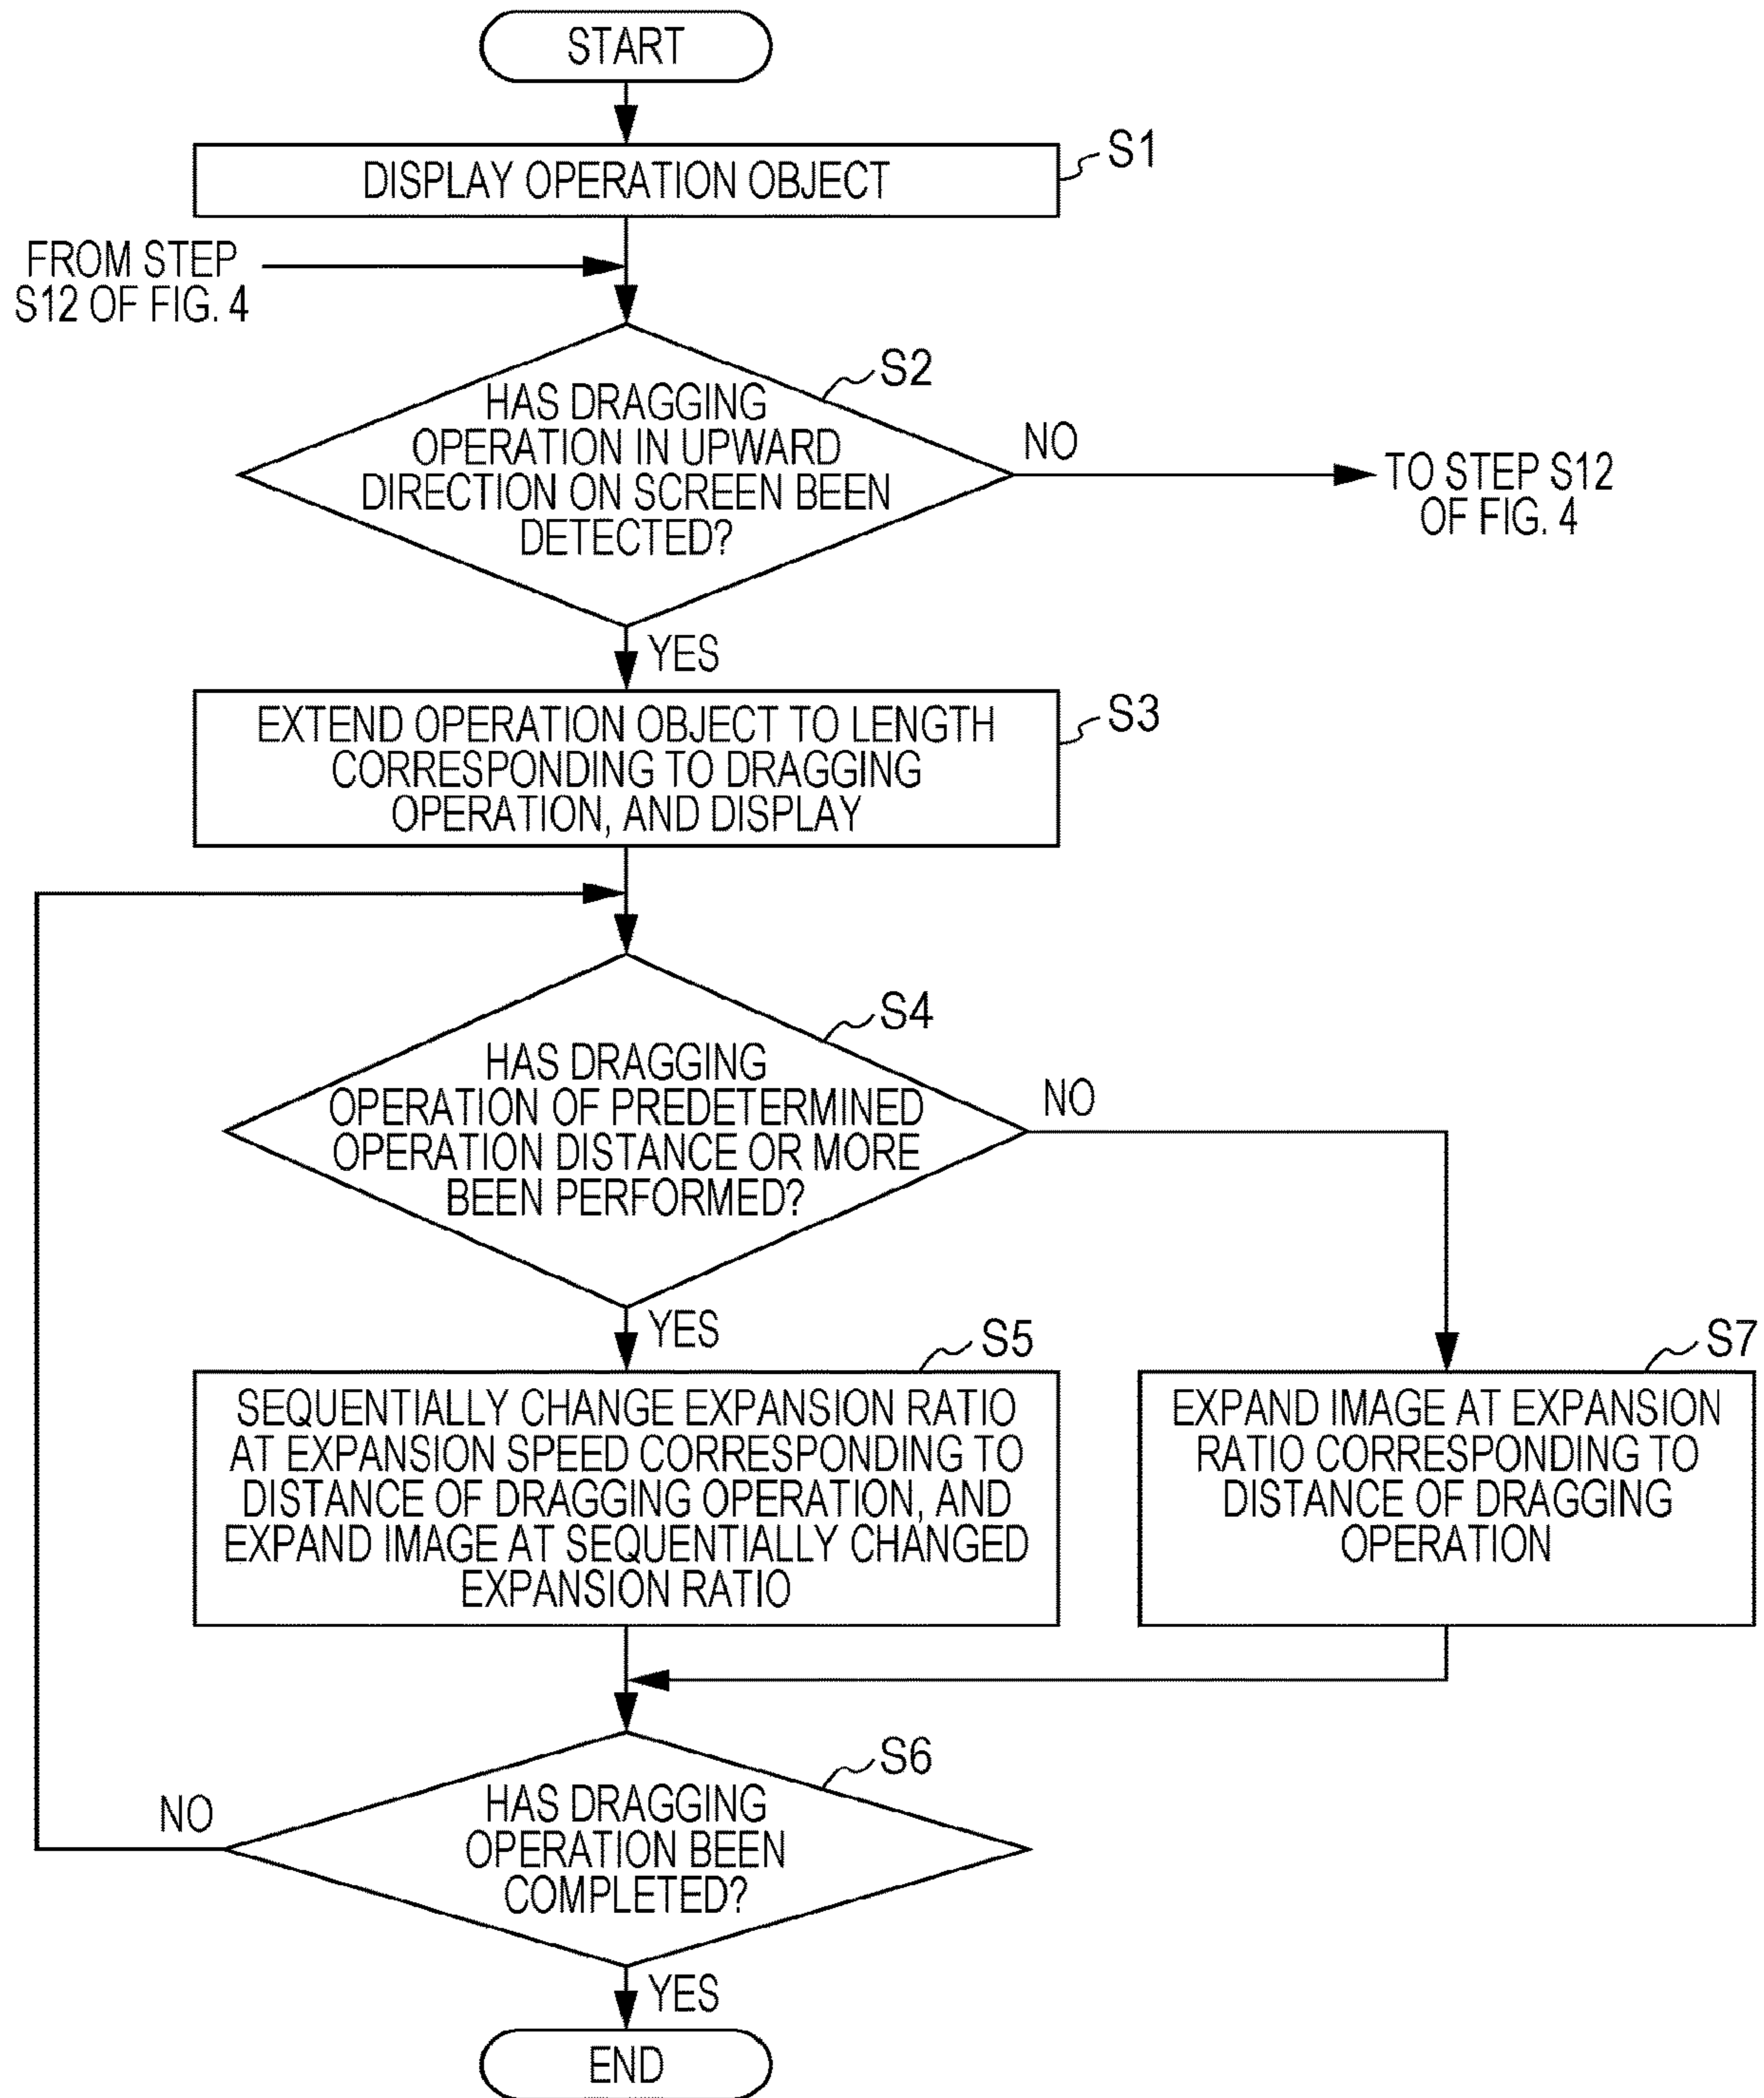 START
S1
DISPLAY OPERATION OBJECT
FROM STEP
S12 OF FIG. 4
S2
HAS DRAGGING
OPERATION IN UPWARD
DIRECTION ON SCREEN BEEN
DETECTED?
NO
TO STEP S12
OF FIG. 4
YES
S3
EXTEND OPERATION OBJECT TO LENGTH
CORRESPONDING TO DRAGGING
OPERATION, AND DISPLAY
S4
HAS DRAGGING
OPERATION OF PREDETERMINED
OPERATION DISTANCE OR MORE
BEEN PERFORMED?
NO
YES
S5
SEQUENTIALLY CHANGE EXPANSION RATIO
AT EXPANSION SPEED CORRESPONDING TO
DISTANCE OF DRAGGING OPERATION, AND
EXPAND IMAGE AT SEQUENTIALLY CHANGED
EXPANSION RATIO
S7
EXPAND IMAGE AT EXPANSION
RATIO CORRESPONDING TO
DISTANCE OF DRAGGING
OPERATION
S6
HAS DRAGGING
OPERATION BEEN
COMPLETED?
NO
YES
END